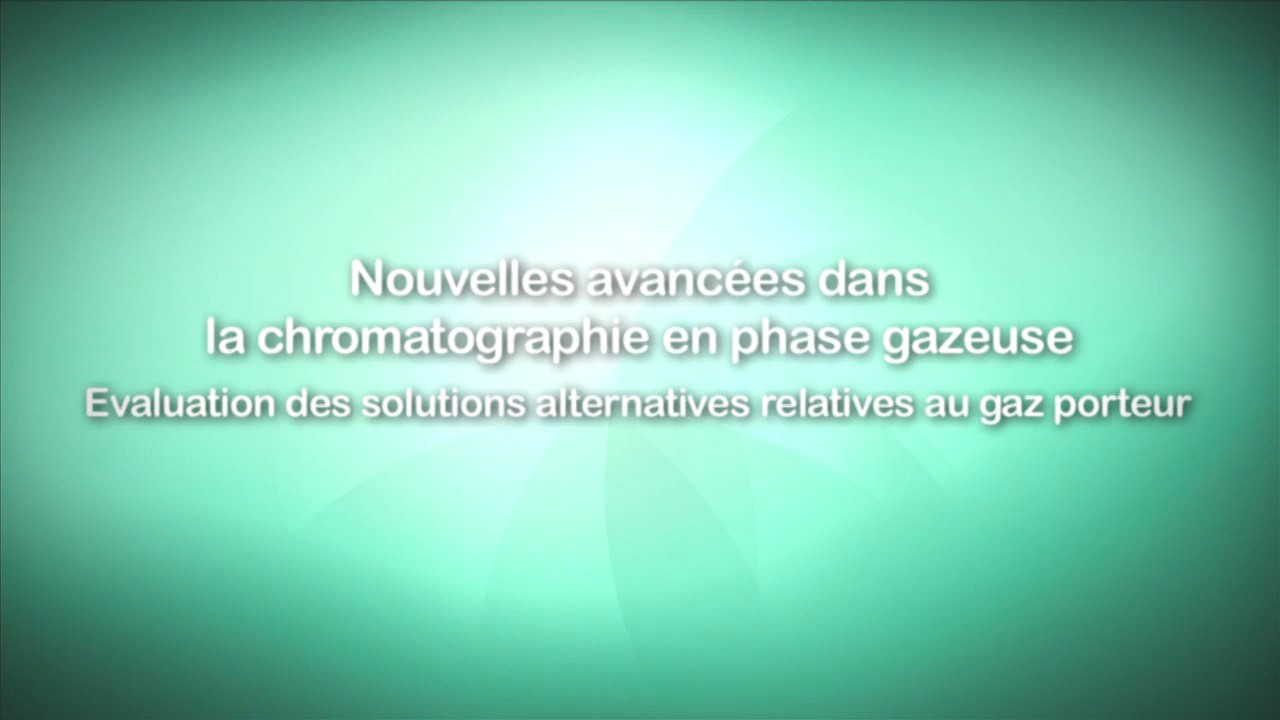 Nouvelles avancées dans
la chromatographie en phase gazeuse
Evaluation des solutions alternatives relatives au gaz porteur